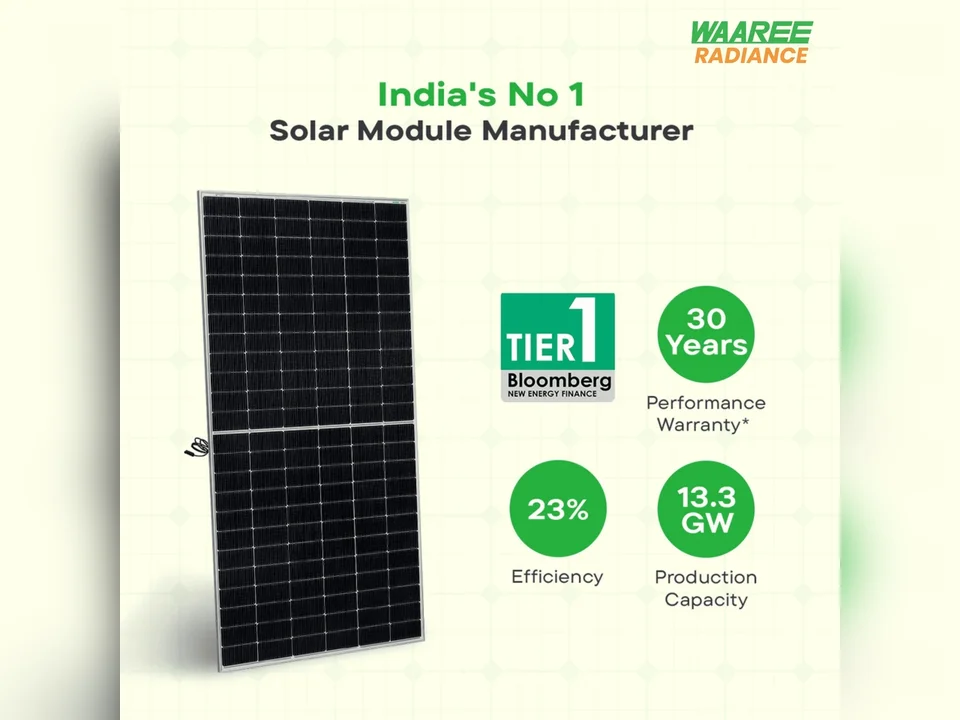 WAAREE
RADIANCE
India's No 1
Solar Module Manufacturer
TIER 1
Bloomberg
NEW ENERGY FINANCE
30
Years
Performance
Warranty*
23%
Efficiency
13.3
GW
Production
Capacity